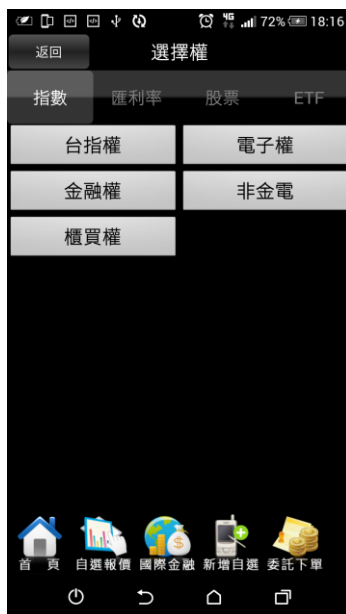 4G 72% 18:16
返回 選擇權
指數 匯利率 股票 ETF
台指權 電子權
金融權 非金電
櫃買權
首 頁 自選報價 國際金融 新增自選 委託下單